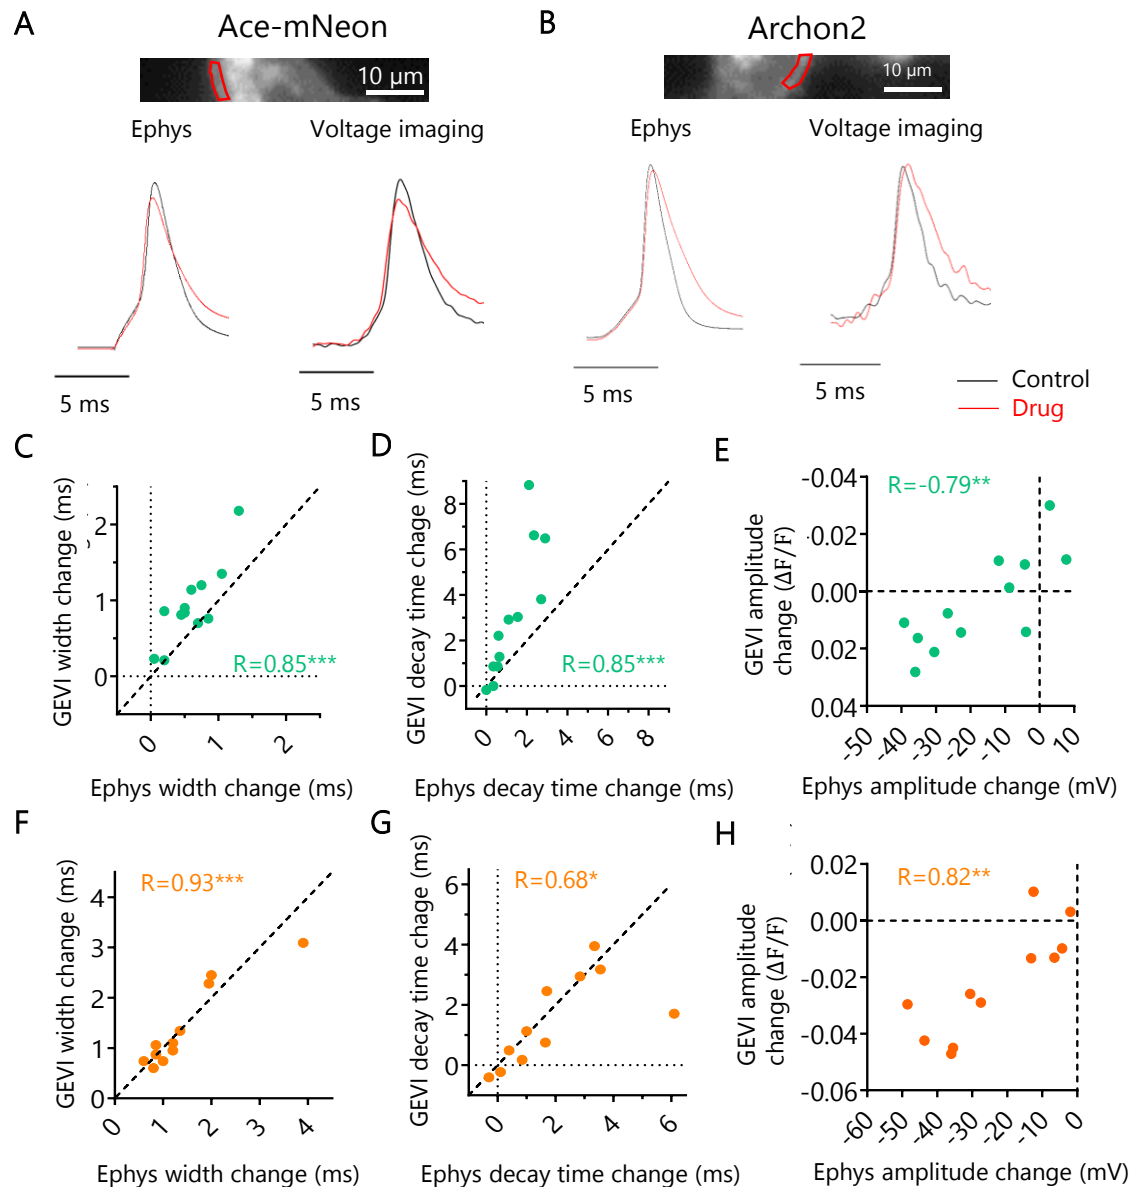 A
Ace-mNeon
B
Archon2
10 μm
10 μm
Ephys
Voltage imaging
Ephys
Voltage imaging
5 ms
5 ms
5 ms
5 ms
Control
Drug
C
GEVI width change (ms)
2
1
0
R=0.85***
0
1
2
Ephys width change (ms)
D
GEVI decay time chage (ms)
8
6
4
2
0
R=0.85***
0
2
4
6
8
Ephys decay time change (ms)
E
GEVI amplitude
change (ΔF/F)
-0.04
-0.02
0.00
0.02
0.04
R=-0.79**
-50
-40
-30
-20
-10
0
10
Ephys amplitude change (mV)
F
GEVI width change (ms)
4
3
2
1
0
R=0.93***
0
1
2
3
4
Ephys width change (ms)
G
GEVI decay time chage (ms)
6
4
2
0
R=0.68*
0
2
4
6
Ephys decay time change (ms)
H
GEVI amplitude
change (ΔF/F)
0.02
0.00
-0.02
-0.04
-0.06
R=0.82**
-60
-50
-40
-30
-20
-10
0
Ephys amplitude change (mV)